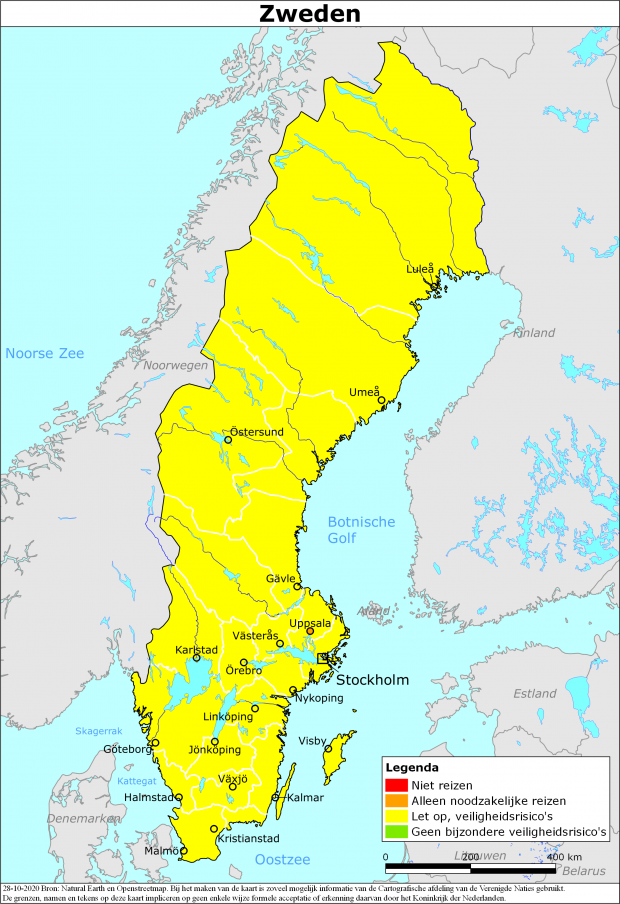 Zweden
Luleå
Finland
Noorse Zee
Noorwegen
Umeå
Östersund
Botnische
Golf
Gävle
Åland
Uppsala
Västerås
Karlstad
Örebro
Stockholm
Nykoping
Estland
Linköping
Skagerrak
Göteborg
Jönkoping
Visby
Kattegat
Växjö
Halmstad
Kalmar
Denemarken
Kristianstad
Malmö
Oostzee
Legenda
Niet reizen
Alleen noodzakelijke reizen
Let op, veiligheidsrisico's
Geen bijzondere veiligheidsrisico's
Litouwen
0 200 400 km
Belarus
28-10-2020 Bron: Natural Earth en Openstreetmap. Bij het maken van de kaart is zoveel mogelijk informatie van de Cartografische afdeling van de Verenigde Naties gebruikt.
De grenzen, namen en tekens op deze kaart impliceren op geen enkele wijze formele acceptatie of erkenning daarvan door het Koninkrijk der Nederlanden.